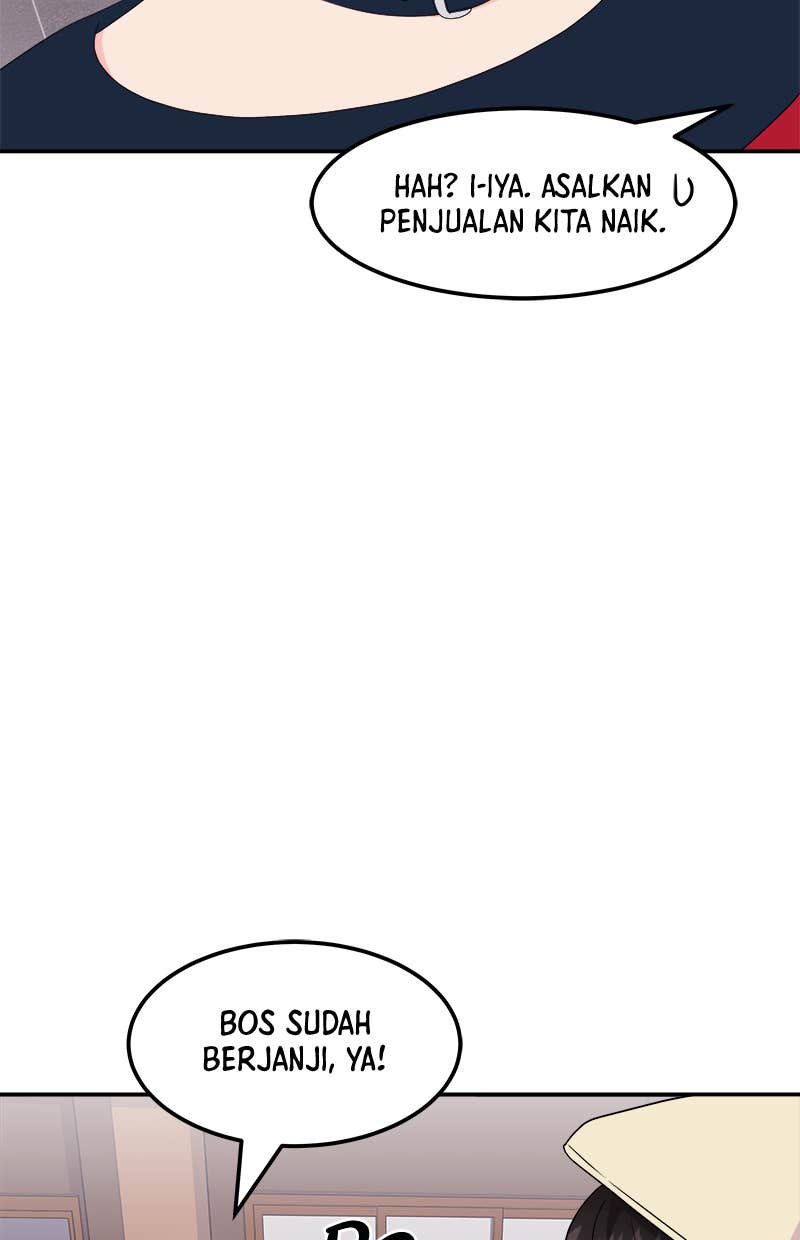 HAH? I-IYA. ASALKAN
PENJUALAN KITA NAIK.
BOS SUDAH
BERJANJI, YA!